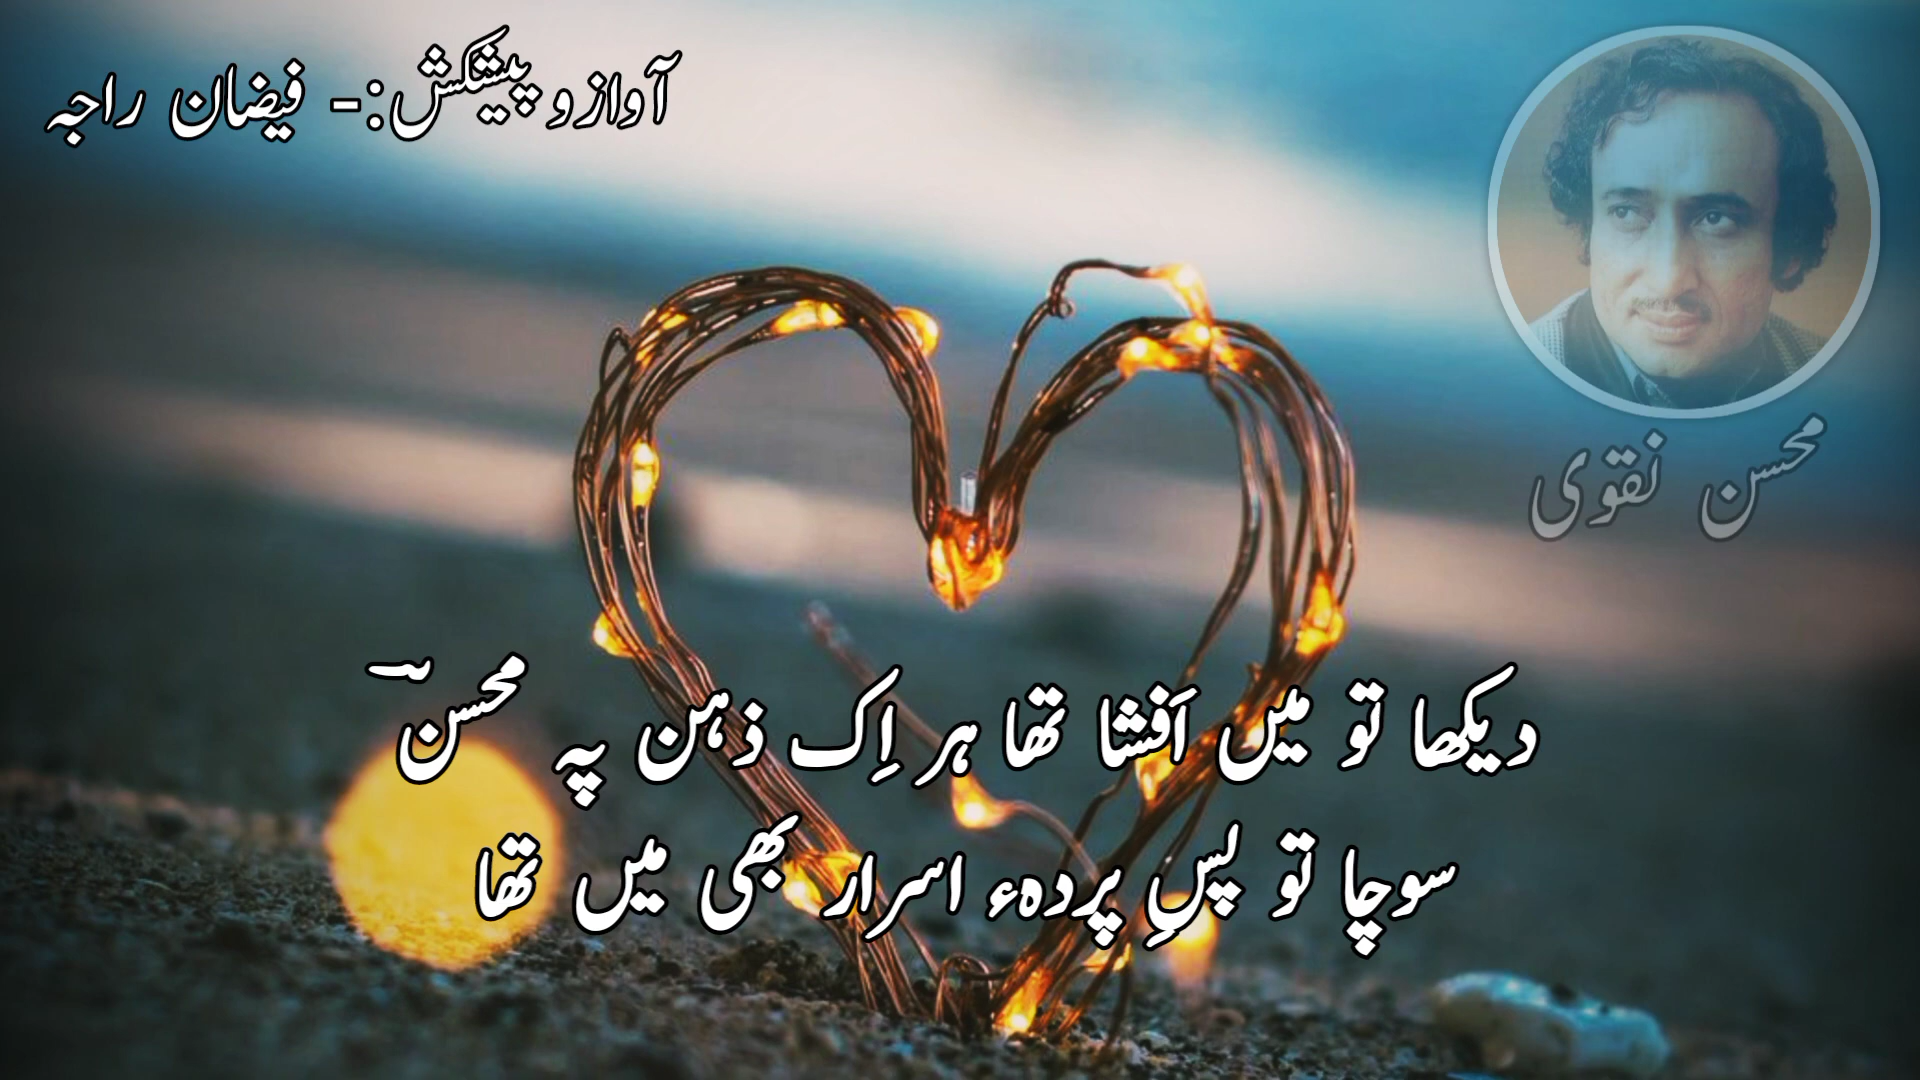 آواز و پیشکش:- فیضان راجہ
محسن نقوی
دیکھا تو میں اَفشا تھا ہر اِک ذہن پہ محسنؔ
سوچا تو پسِ پردہء اسرار بھی میں تھا